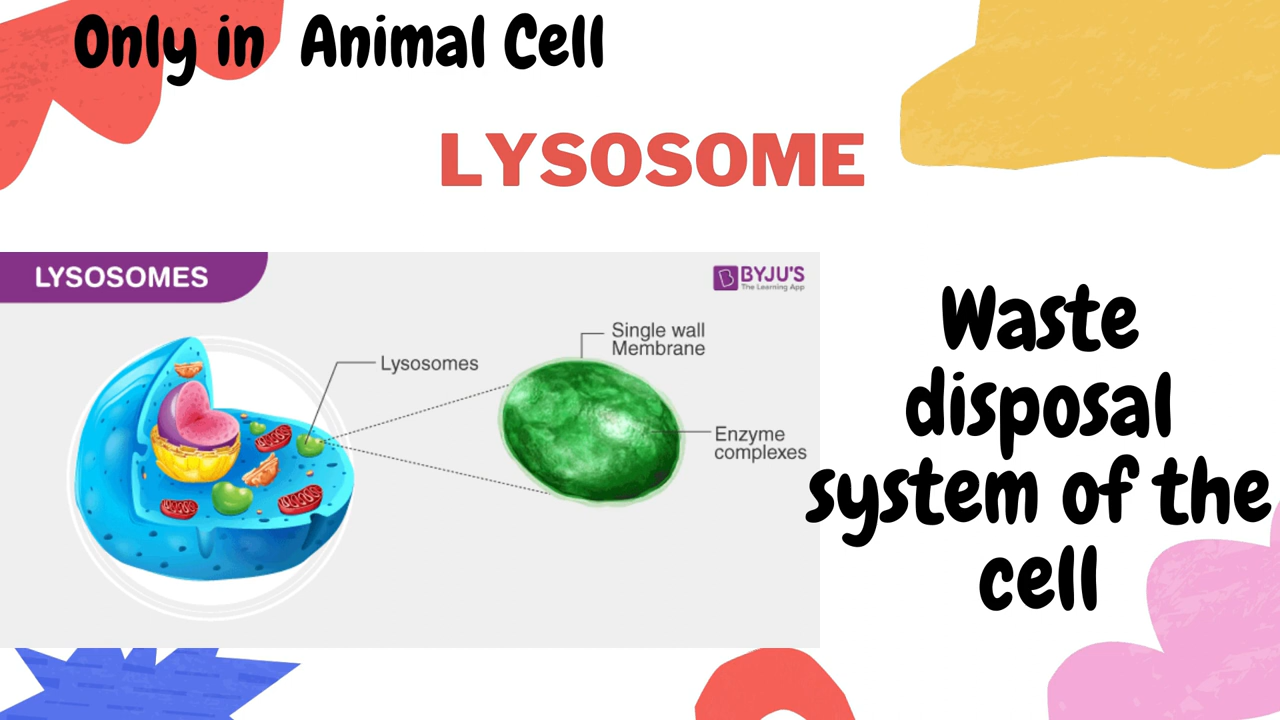 Only in Animal Cell
LYSOSOME
LYSOSOMES
BYJU'S
The Learning App
Lysosomes
Single wall
Membrane
Enzyme
complexes
Waste
disposal
system of the
cell